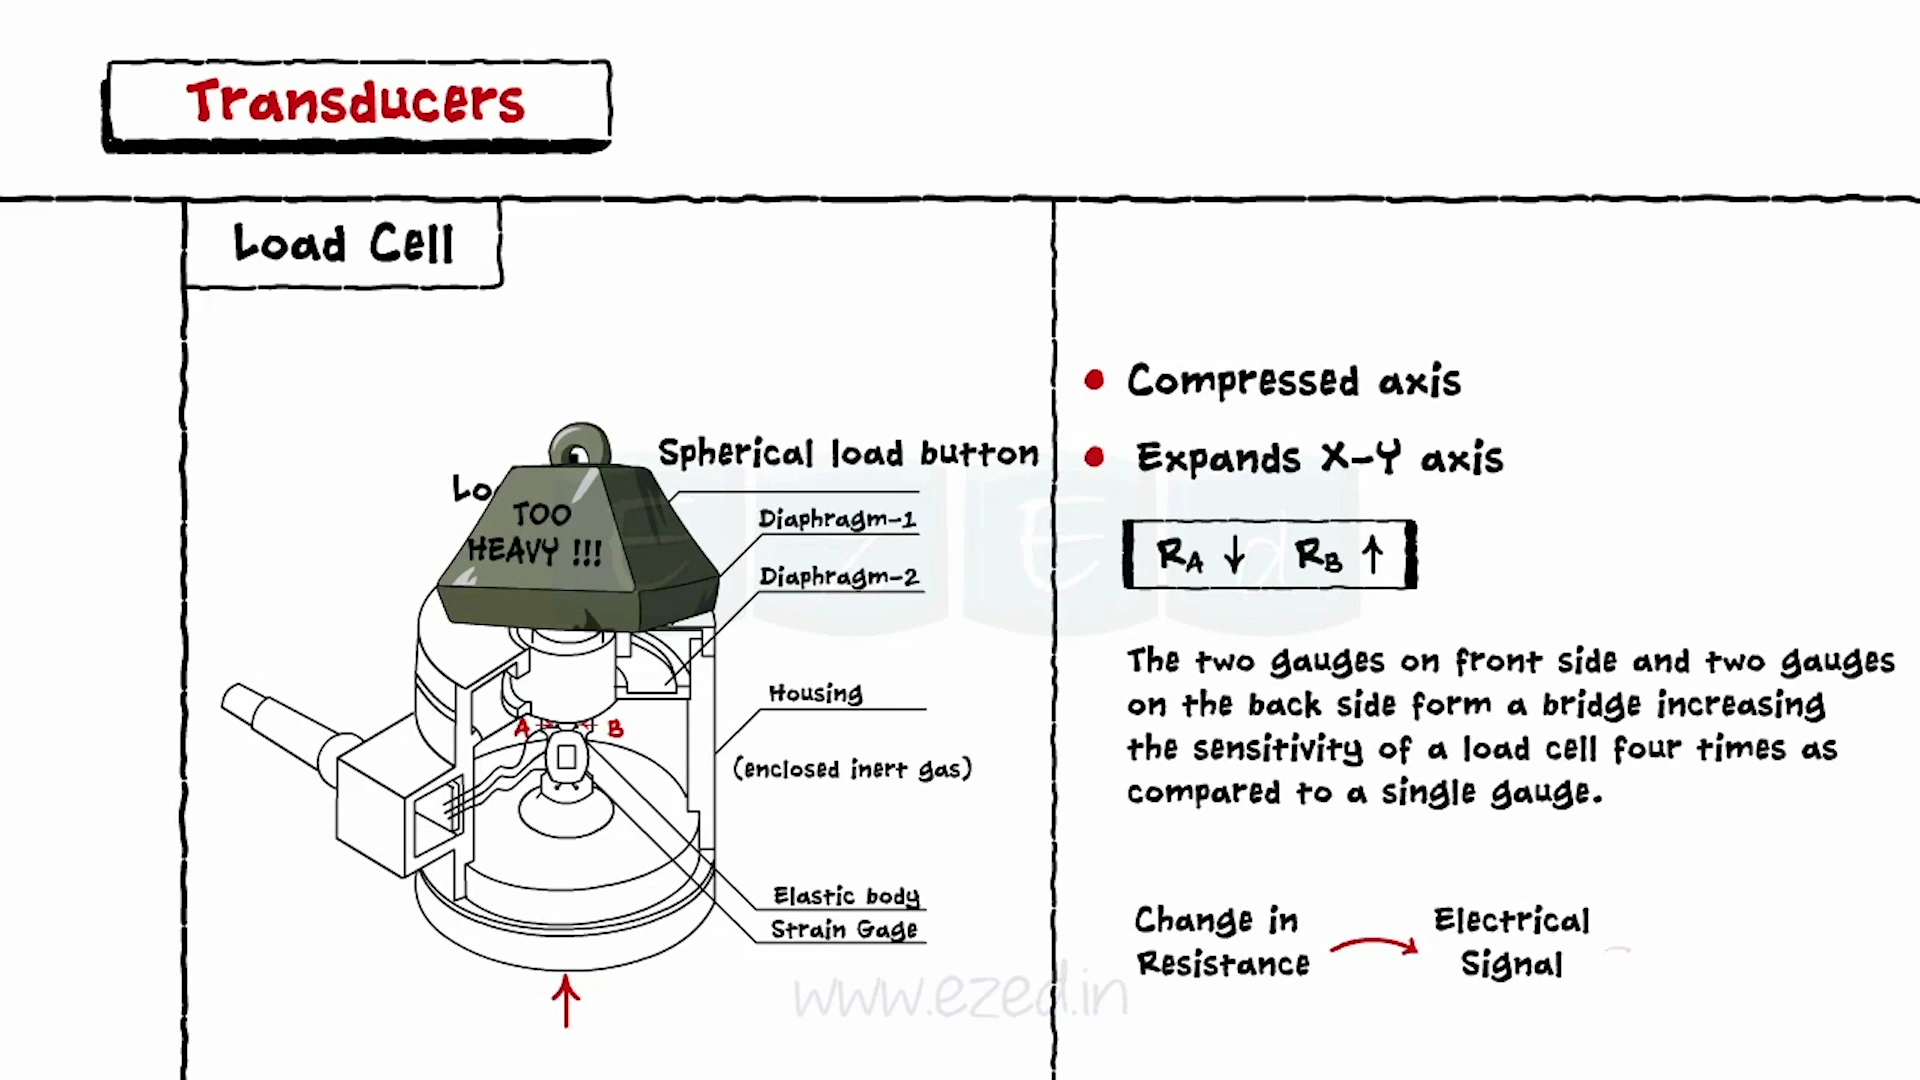 Transducers
Load Cell
Spherical load button
Lo
TOO
HEAVY !!!
Diaphragm-1
Diaphragm-2
Housing
A
B
(enclosed inert gas)
Elastic body
Strain Gage
• Compressed axis
• Expands X-Y axis
RA ↓ RB ↑
The two gauges on front side and two gauges
on the back side form a bridge increasing
the sensitivity of a load cell four times as
compared to a single gauge.
Change in
Resistance
Electrical
Signal
EZEd
www.ezed.in